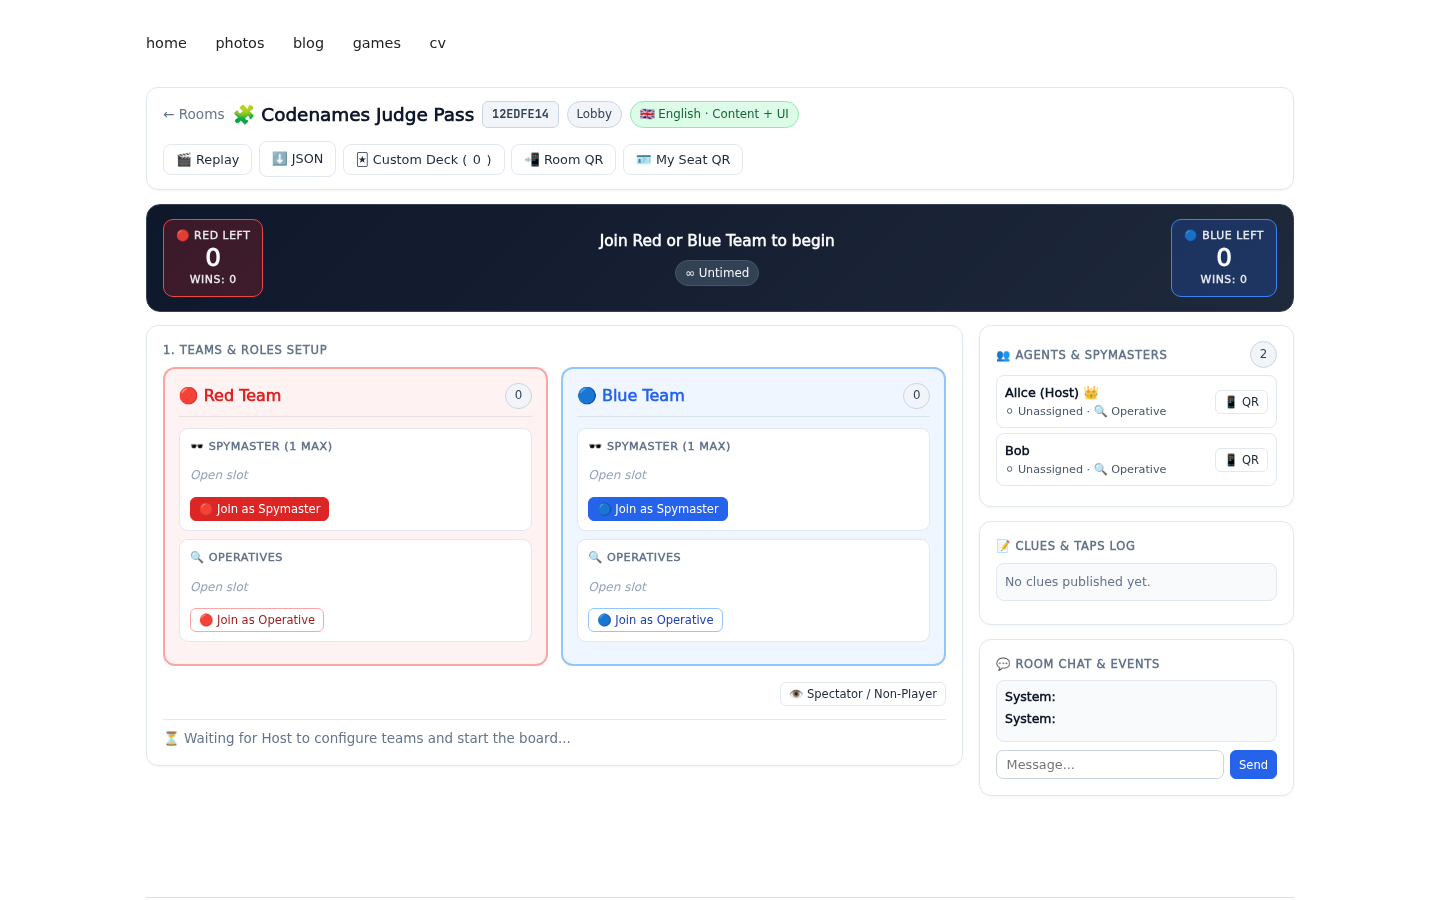 home photos blog games cv
← Rooms 🧩 Codenames Judge Pass 12EDFE14 Lobby 🇬🇧 English · Content + UI
🎬 Replay ⬇️ JSON 🃏 Custom Deck ( 0 ) 📲 Room QR 🪪 My Seat QR
🔴 RED LEFT
0
WINS: 0
Join Red or Blue Team to begin
∞ Untimed
🔵 BLUE LEFT
0
WINS: 0
1. TEAMS & ROLES SETUP
🔴 Red Team 0
🕶️ SPYMASTER (1 MAX)
Open slot
🔴 Join as Spymaster
🔍 OPERATIVES
Open slot
🔴 Join as Operative
🔵 Blue Team 0
🕶️ SPYMASTER (1 MAX)
Open slot
🔵 Join as Spymaster
🔍 OPERATIVES
Open slot
🔵 Join as Operative
👁️ Spectator / Non-Player
⏳ Waiting for Host to configure teams and start the board...
👥 AGENTS & SPYMASTERS 2
Alice (Host) 👑
⚪ Unassigned · 🔍 Operative
📱 QR
Bob
⚪ Unassigned · 🔍 Operative
📱 QR
📝 CLUES & TAPS LOG
No clues published yet.
💬 ROOM CHAT & EVENTS
System:
System:
Message... Send